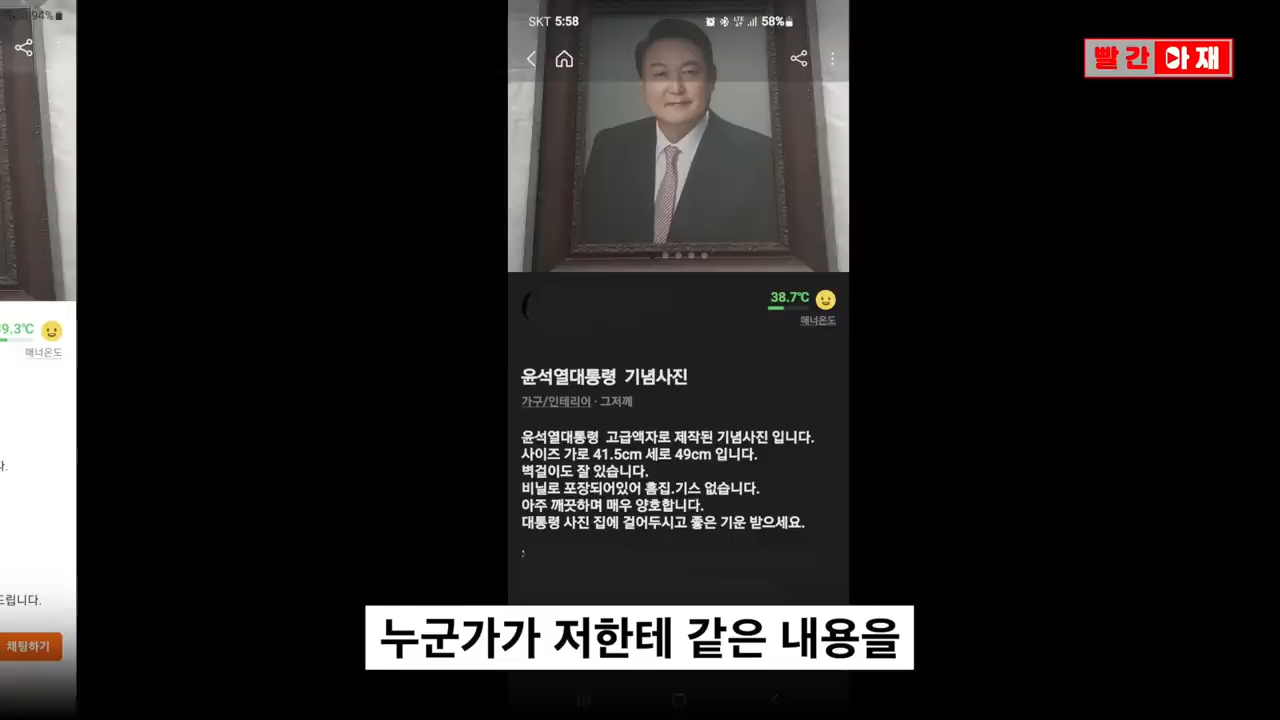 94%
SKT 5:58
LTE
58%
빨간아재
39.3℃
매너온도
38.7℃
매너온도
윤석열대통령 기념사진
가구/인테리어 · 그저께
윤석열대통령 고급액자로 제작된 기념사진 입니다.
사이즈 가로 41.5cm 세로 49cm 입니다.
벽걸이도 잘 있습니다.
비닐로 포장되어있어 흠집.기스 없습니다.
아주 깨끗하며 매우 양호합니다.
대통령 사진 집에 걸어두시고 좋은 기운 받으세요.
다.
드립니다.
채팅하기
누군가가 저한테 같은 내용을